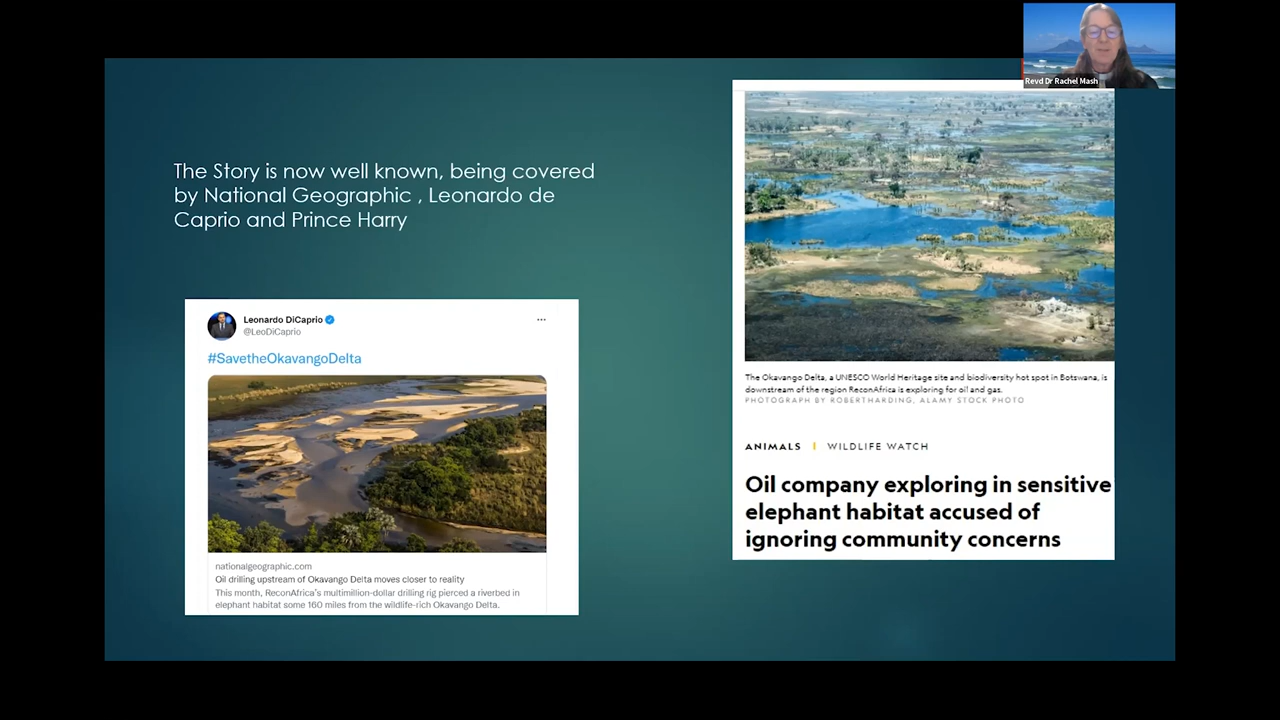 Revd Dr Rachel Mash
The Story is now well known, being covered
by National Geographic , Leonardo de
Caprio and Prince Harry
Leonardo DiCaprio
@LeoDiCaprio
#SavetheOkavangoDelta
nationalgeographic.com
Oil drilling upstream of Okavango Delta moves closer to reality
This month, ReconAfrica's multimillion-dollar drilling rig pierced a riverbed in
elephant habitat some 160 miles from the wildlife-rich Okavango Delta.
The Okavango Delta, a UNESCO World Heritage site and biodiversity hot spot in Botswana, is
downstream of the region ReconAfrica is exploring for oil and gas.
PHOTOGRAPH BY ROBERTHARDING, ALAMY STOCK PHOTO
ANIMALS | WILDLIFE WATCH
Oil company exploring in sensitive
elephant habitat accused of
ignoring community concerns